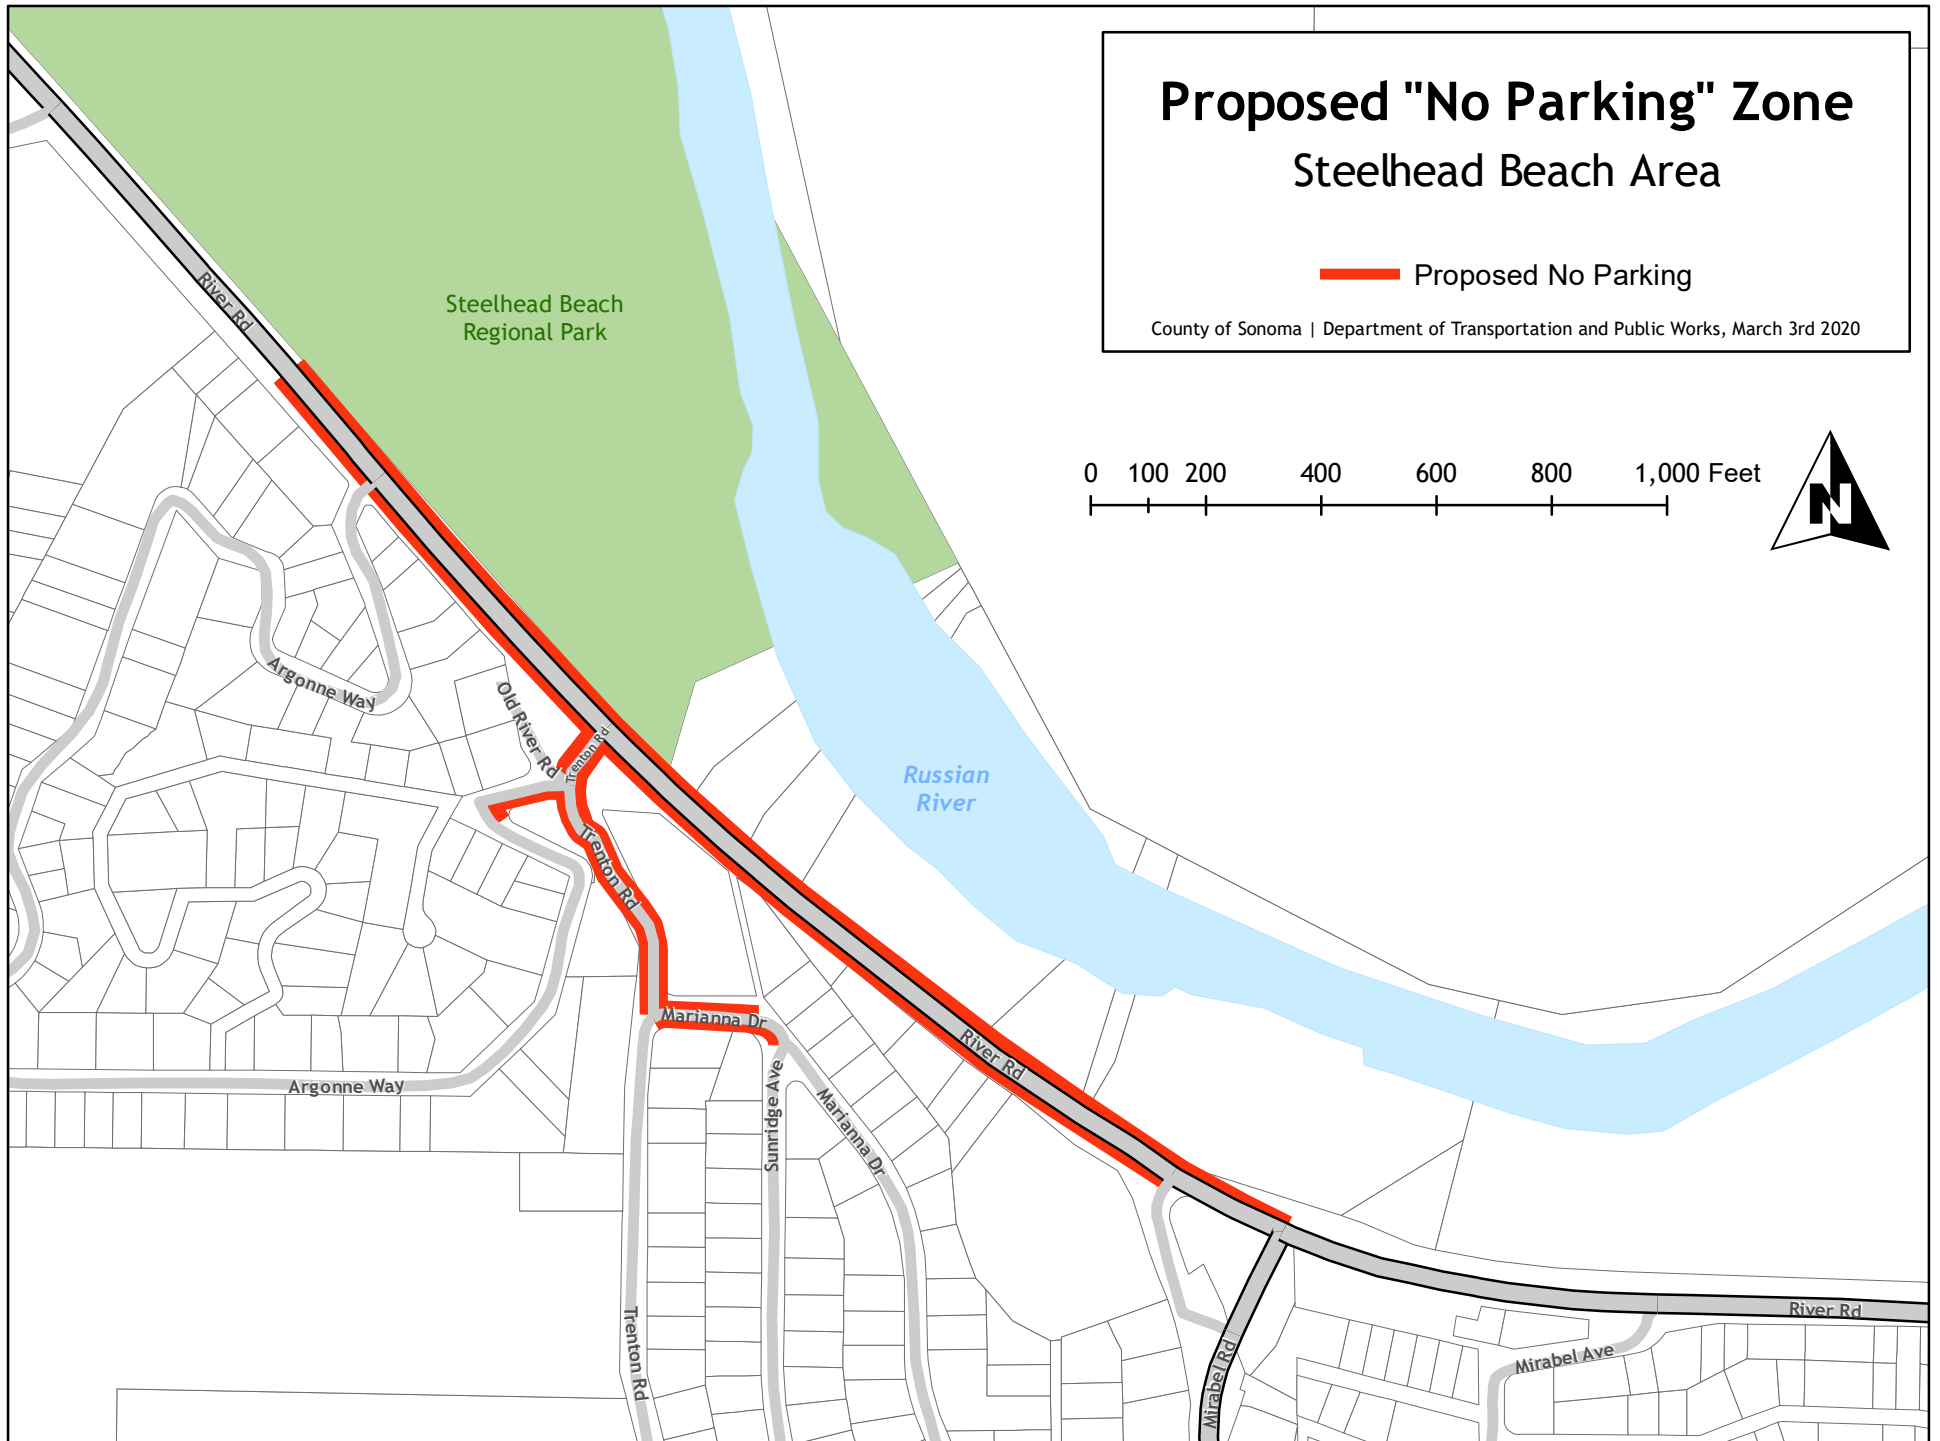 Proposed "No Parking" Zone
Steelhead Beach Area
Proposed No Parking
County of Sonoma | Department of Transportation and Public Works, March 3rd 2020
0 100 200 400 600 800 1,000 Feet
N
River Rd
Steelhead Beach
Regional Park
Argonne Way
Old River Rd
Trenton Rd
Russian
River
Trenton Rd
Marianna Dr
River Rd
Argonne Way
Sunridge Ave
Marianna Dr
Trenton Rd
River Rd
Mirabel Rd
Mirabel Ave